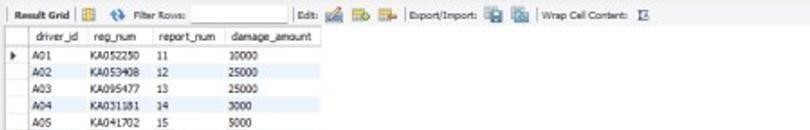 Result Grid Filter Rows: Edit: Export/Import: Wrap Cell Content:
driver_id reg_num report_num damage_amount
A01 KA052250 11 10000
A02 KA053408 12 25000
A03 KA095477 13 25000
A04 KA031181 14 3000
A05 KA041702 15 5000